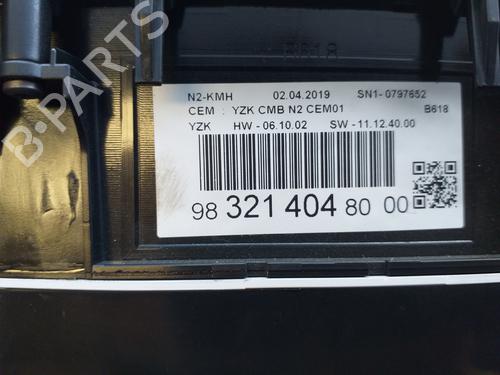 B-PARTS
B618
N2-KMH 02.04.2019 SN1-0797652
CEM : YZK CMB N2 CEM01 B618
YZK HW - 06.10.02 SW - 11.12.40.00
98 321 404 80 00